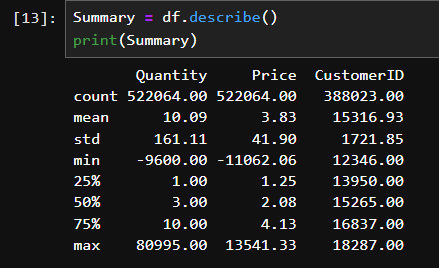 [13]: Summary = df.describe()
print(Summary)
Quantity Price CustomerID
count 522064.00 522064.00 388023.00
mean 10.09 3.83 15316.93
std 161.11 41.90 1721.85
min -9600.00 -11062.06 12346.00
25% 1.00 1.25 13950.00
50% 3.00 2.08 15265.00
75% 10.00 4.13 16837.00
max 80995.00 13541.33 18287.00